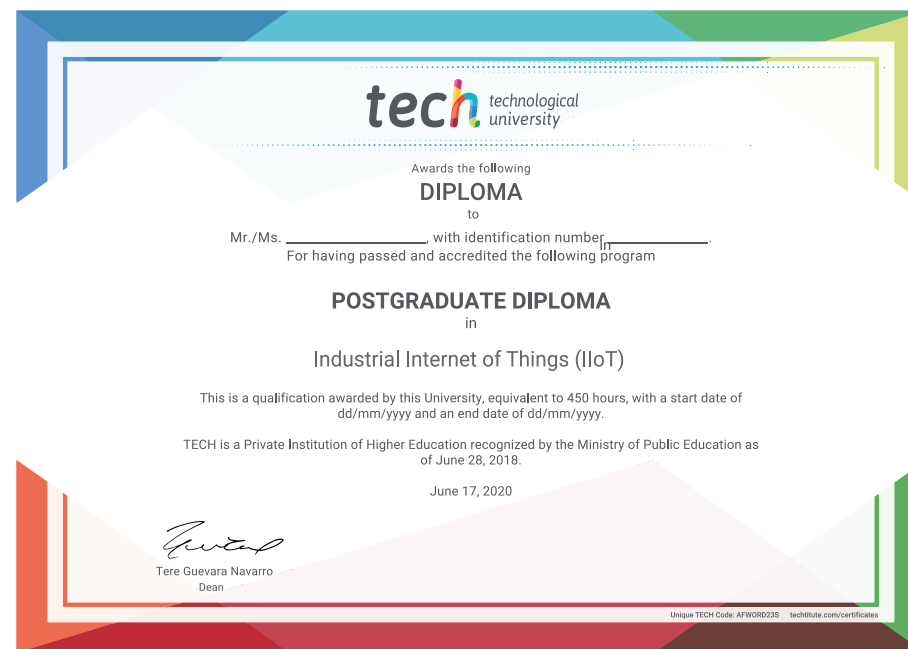 tech technological
university
Awards the following
DIPLOMA
to
Mr./Ms. ____________, with identification number ____________.
In
For having passed and accredited the following program
POSTGRADUATE DIPLOMA
in
Industrial Internet of Things (IIoT)
This is a qualification awarded by this University, equivalent to 450 hours, with a start date of
dd/mm/yyyy and an end date of dd/mm/yyyy.
TECH is a Private Institution of Higher Education recognized by the Ministry of Public Education as
of June 28, 2018.
June 17, 2020
Tere Guevara Navarro
Dean
Unique TECH Code: AFWORD23S techtitute.com/certificates